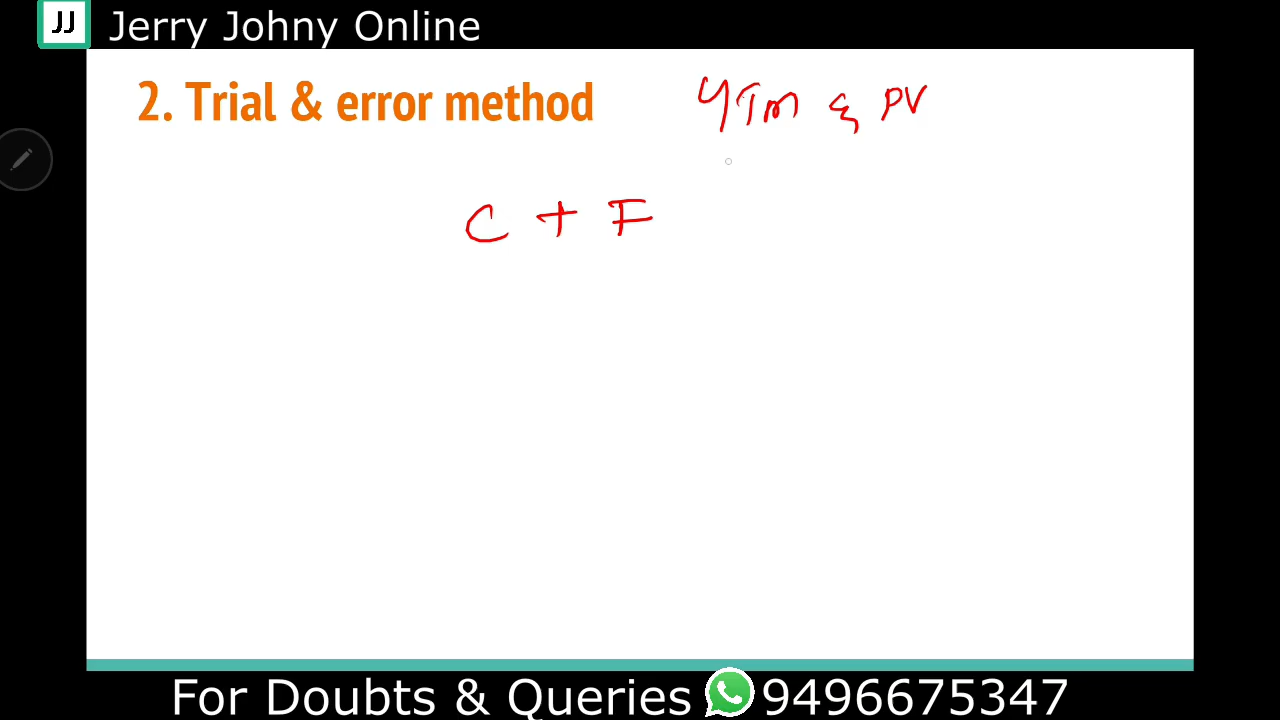 JJ Jerry Johny Online
2. Trial & error method YTM & PV
C + F
For Doubts & Queries 9496675347